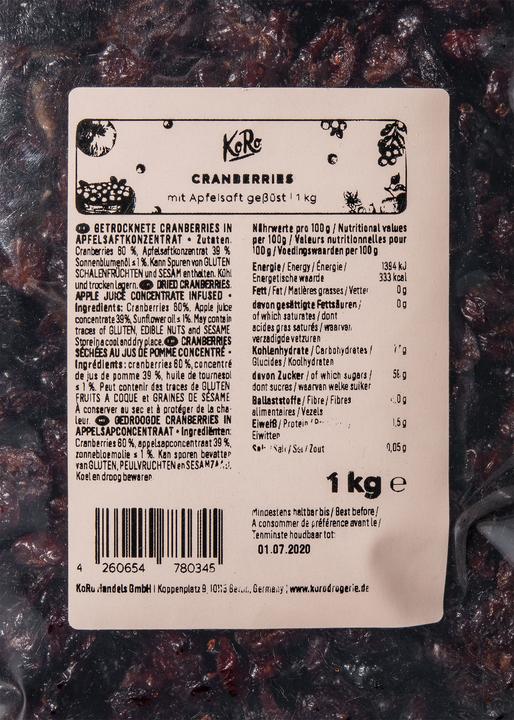 KoRo
CRANBERRIES
mit Apfelsaft gesüßt | 1 kg
GETROCKNETE CRANBERRIES IN
APFELSAFTKONZENTRAT • Zutaten:
Cranberries 60 %, Apfelsaftkonzentrat 39 %
Sonnenblumenöl ≤ 1 %. Kann Spuren von GLUTEN
SCHALENFRÜCHTEN und SESAM enthalten. Kühl
und trocken lagern. DRIED CRANBERRIES
APPLE JUICE CONCENTRATE INFUSED •
Ingredients: Cranberries 60%, Apple juice
concentrate 39%, Sunflower oil ≤ 1%. May contain
traces of GLUTEN, EDIBLE NUTS and SESAME
Store in a cool and dry place. CRANBERRIES
SÉCHÉES AU JUS DE POMME CONCENTRÉ •
Ingrédients: cranberries 60 %, concentré
de jus de pomme 39 %, huile de tournesol
≤ 1 %. Peut contenir des traces de GLUTEN
FRUITS À COQUE et GRAINES DE SÉSAME
À conserver au sec et à protéger de la cha-
leur. GEDROOGDE CRANBERRIES IN
APPELSAPCONCENTRAAT • Ingrediënten:
Cranberries 60 %, appelsapconcentraat 39 %,
zonnebloemolie ≤ 1 %. Kan sporen bevatten
van GLUTEN, PEULVRUCHTEN en
Koel en droog bewaren
Nährwerte pro 100g / Nutritional values
per 100g / Valeurs nutritionnelles pour
100g / Voedingswaarden per 100 g
Energie / Energy / Énergie / 1394 kJ
Energetische waarde 333 kcal
Fett / Fat / Matières grasses / Vetten 0g
davon gesättigte Fettsäuren / 0g
of which saturates / dont
acides gras saturés / waarvan
verzadigde vetzuren
Kohlenhydrate / Carbohydrates / g
Glucides / Koolhydraten
davon Zucker / of which sugars / g
dont sucres / waarvan welke suiker
Ballaststoffe / Fibre / Fibres g
alimentaires / Vezels
Eiweiß / Protein / g
Eiwitten
Salt / Sel / Zout 0,05 g
1 kg e
Mindestens haltbar bis / Best before /
A consommer de préférence avant le /
Tenminste houdbaar tot:
01.07.2020
4 260654 780345
KoRo Handels GmbH | Koppenplatz 9, Berlin, Germany | www.korodrogerie.de